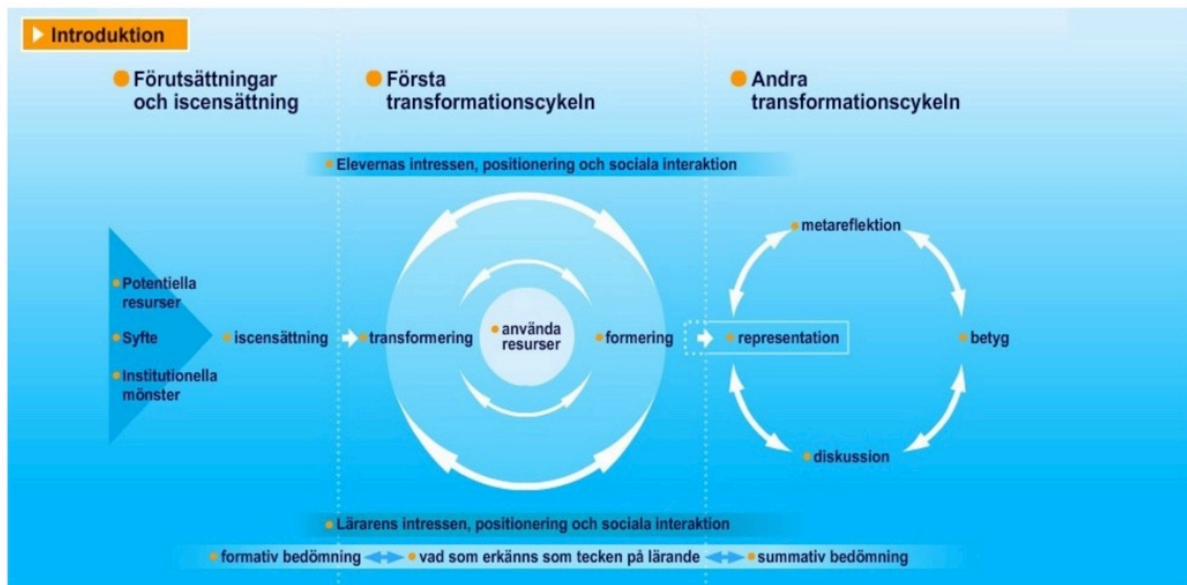 Introduktion
Förutsättningar
och iscensättning
Första
transformationscykeln
Andra
transformationscykeln
Elevernas intressen, positionering och sociala interaktion
Potentiella
resurser
Syfte
Institutionella
mönster
iscensättning
transformering
använda
resurser
formering
metareflektion
representation
betyg
diskussion
Lärarens intressen, positionering och sociala interaktion
formativ bedömning
vad som erkänns som tecken på lärande
summativ bedömning